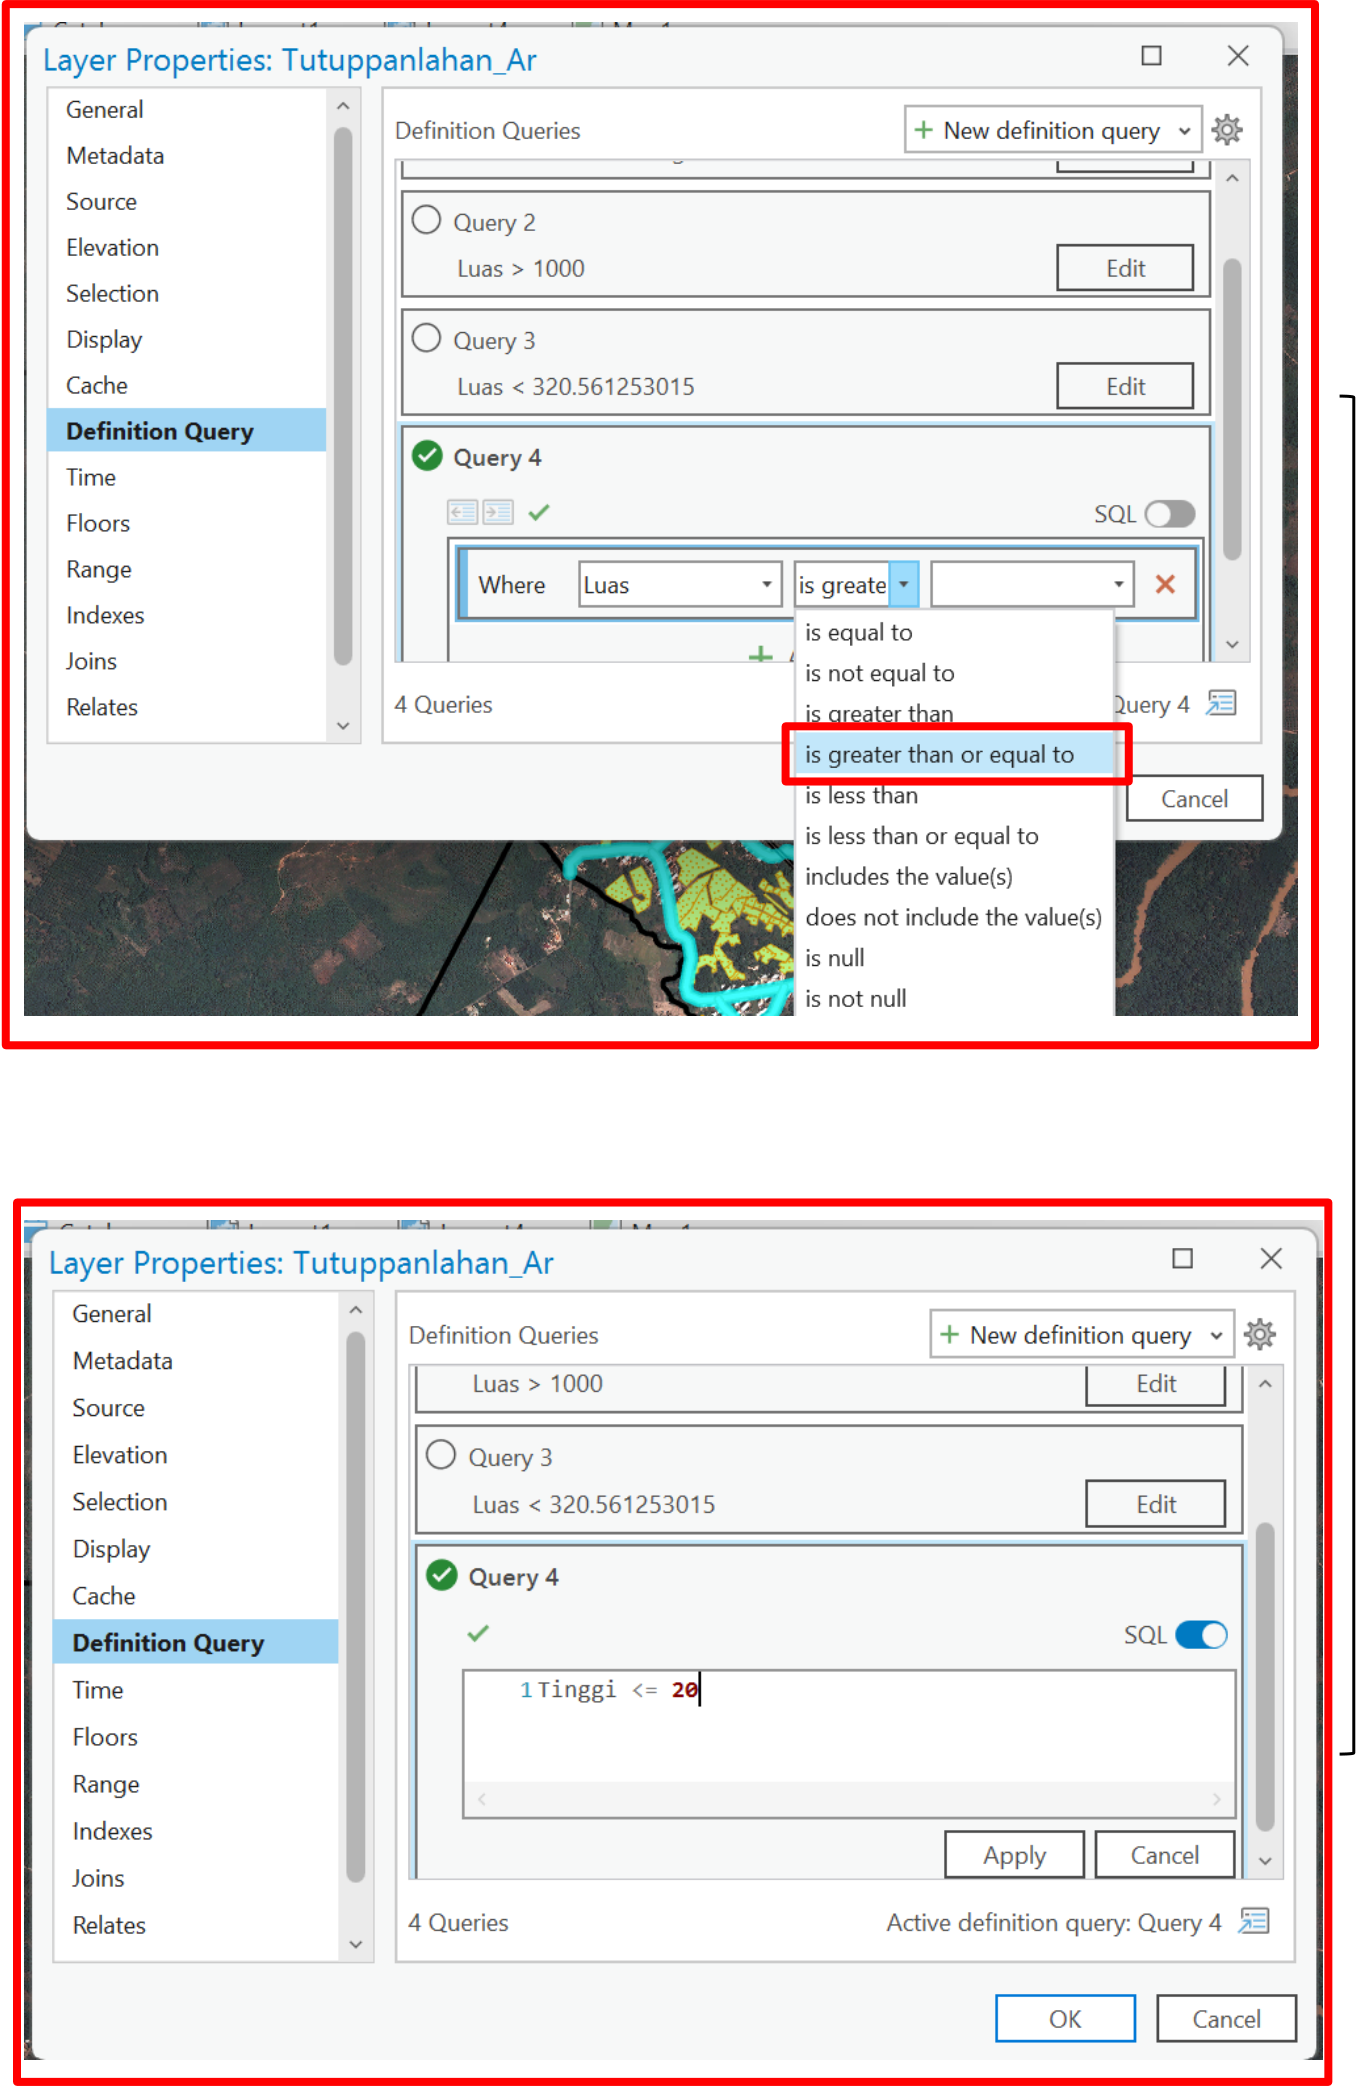 Layer Properties: Tutuppanlahan_Ar
General
Metadata
Source
Elevation
Selection
Display
Cache
Definition Query
Time
Floors
Range
Indexes
Joins
Relates
Definition Queries
New definition query
Query 2
Luas > 1000
Edit
Query 3
Luas < 320.561253015
Edit
Query 4
SQL
Where Luas is greate
is equal to
is not equal to
is greater than
is greater than or equal to
is less than
is less than or equal to
includes the value(s)
does not include the value(s)
is null
is not null
4 Queries
Query 4
Cancel
Layer Properties: Tutuppanlahan_Ar
General
Metadata
Source
Elevation
Selection
Display
Cache
Definition Query
Time
Floors
Range
Indexes
Joins
Relates
Definition Queries
New definition query
Luas > 1000
Edit
Query 3
Luas < 320.561253015
Edit
Query 4
SQL
1 Tinggi <= 20
Apply Cancel
4 Queries
Active definition query: Query 4
OK Cancel